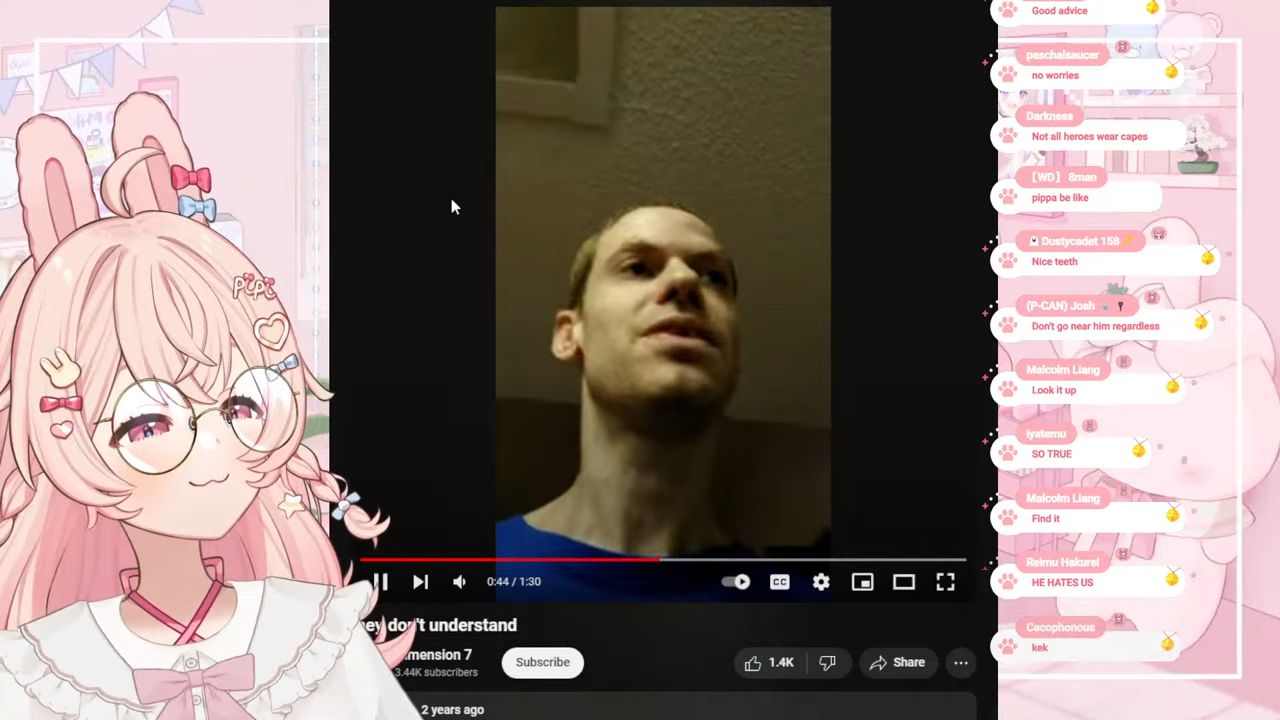 Good advice
paschalsaucer
no worries
Darkness
Not all heroes wear capes
【WD】 8man
pippa be like
Dustycadet 158
Nice teeth
(P-CAN) Josh
Don't go near him regardless
Malcolm Liang
Look it up
lyatemu
SO TRUE
Malcolm Liang
Find it
Reimu Hakurei
HE HATES US
Cacophonous
kek
PiPi
0:44 / 1:30
CC
ey don't understand
mension 7
3.44K subscribers
Subscribe
1.4K
Share
2 years ago